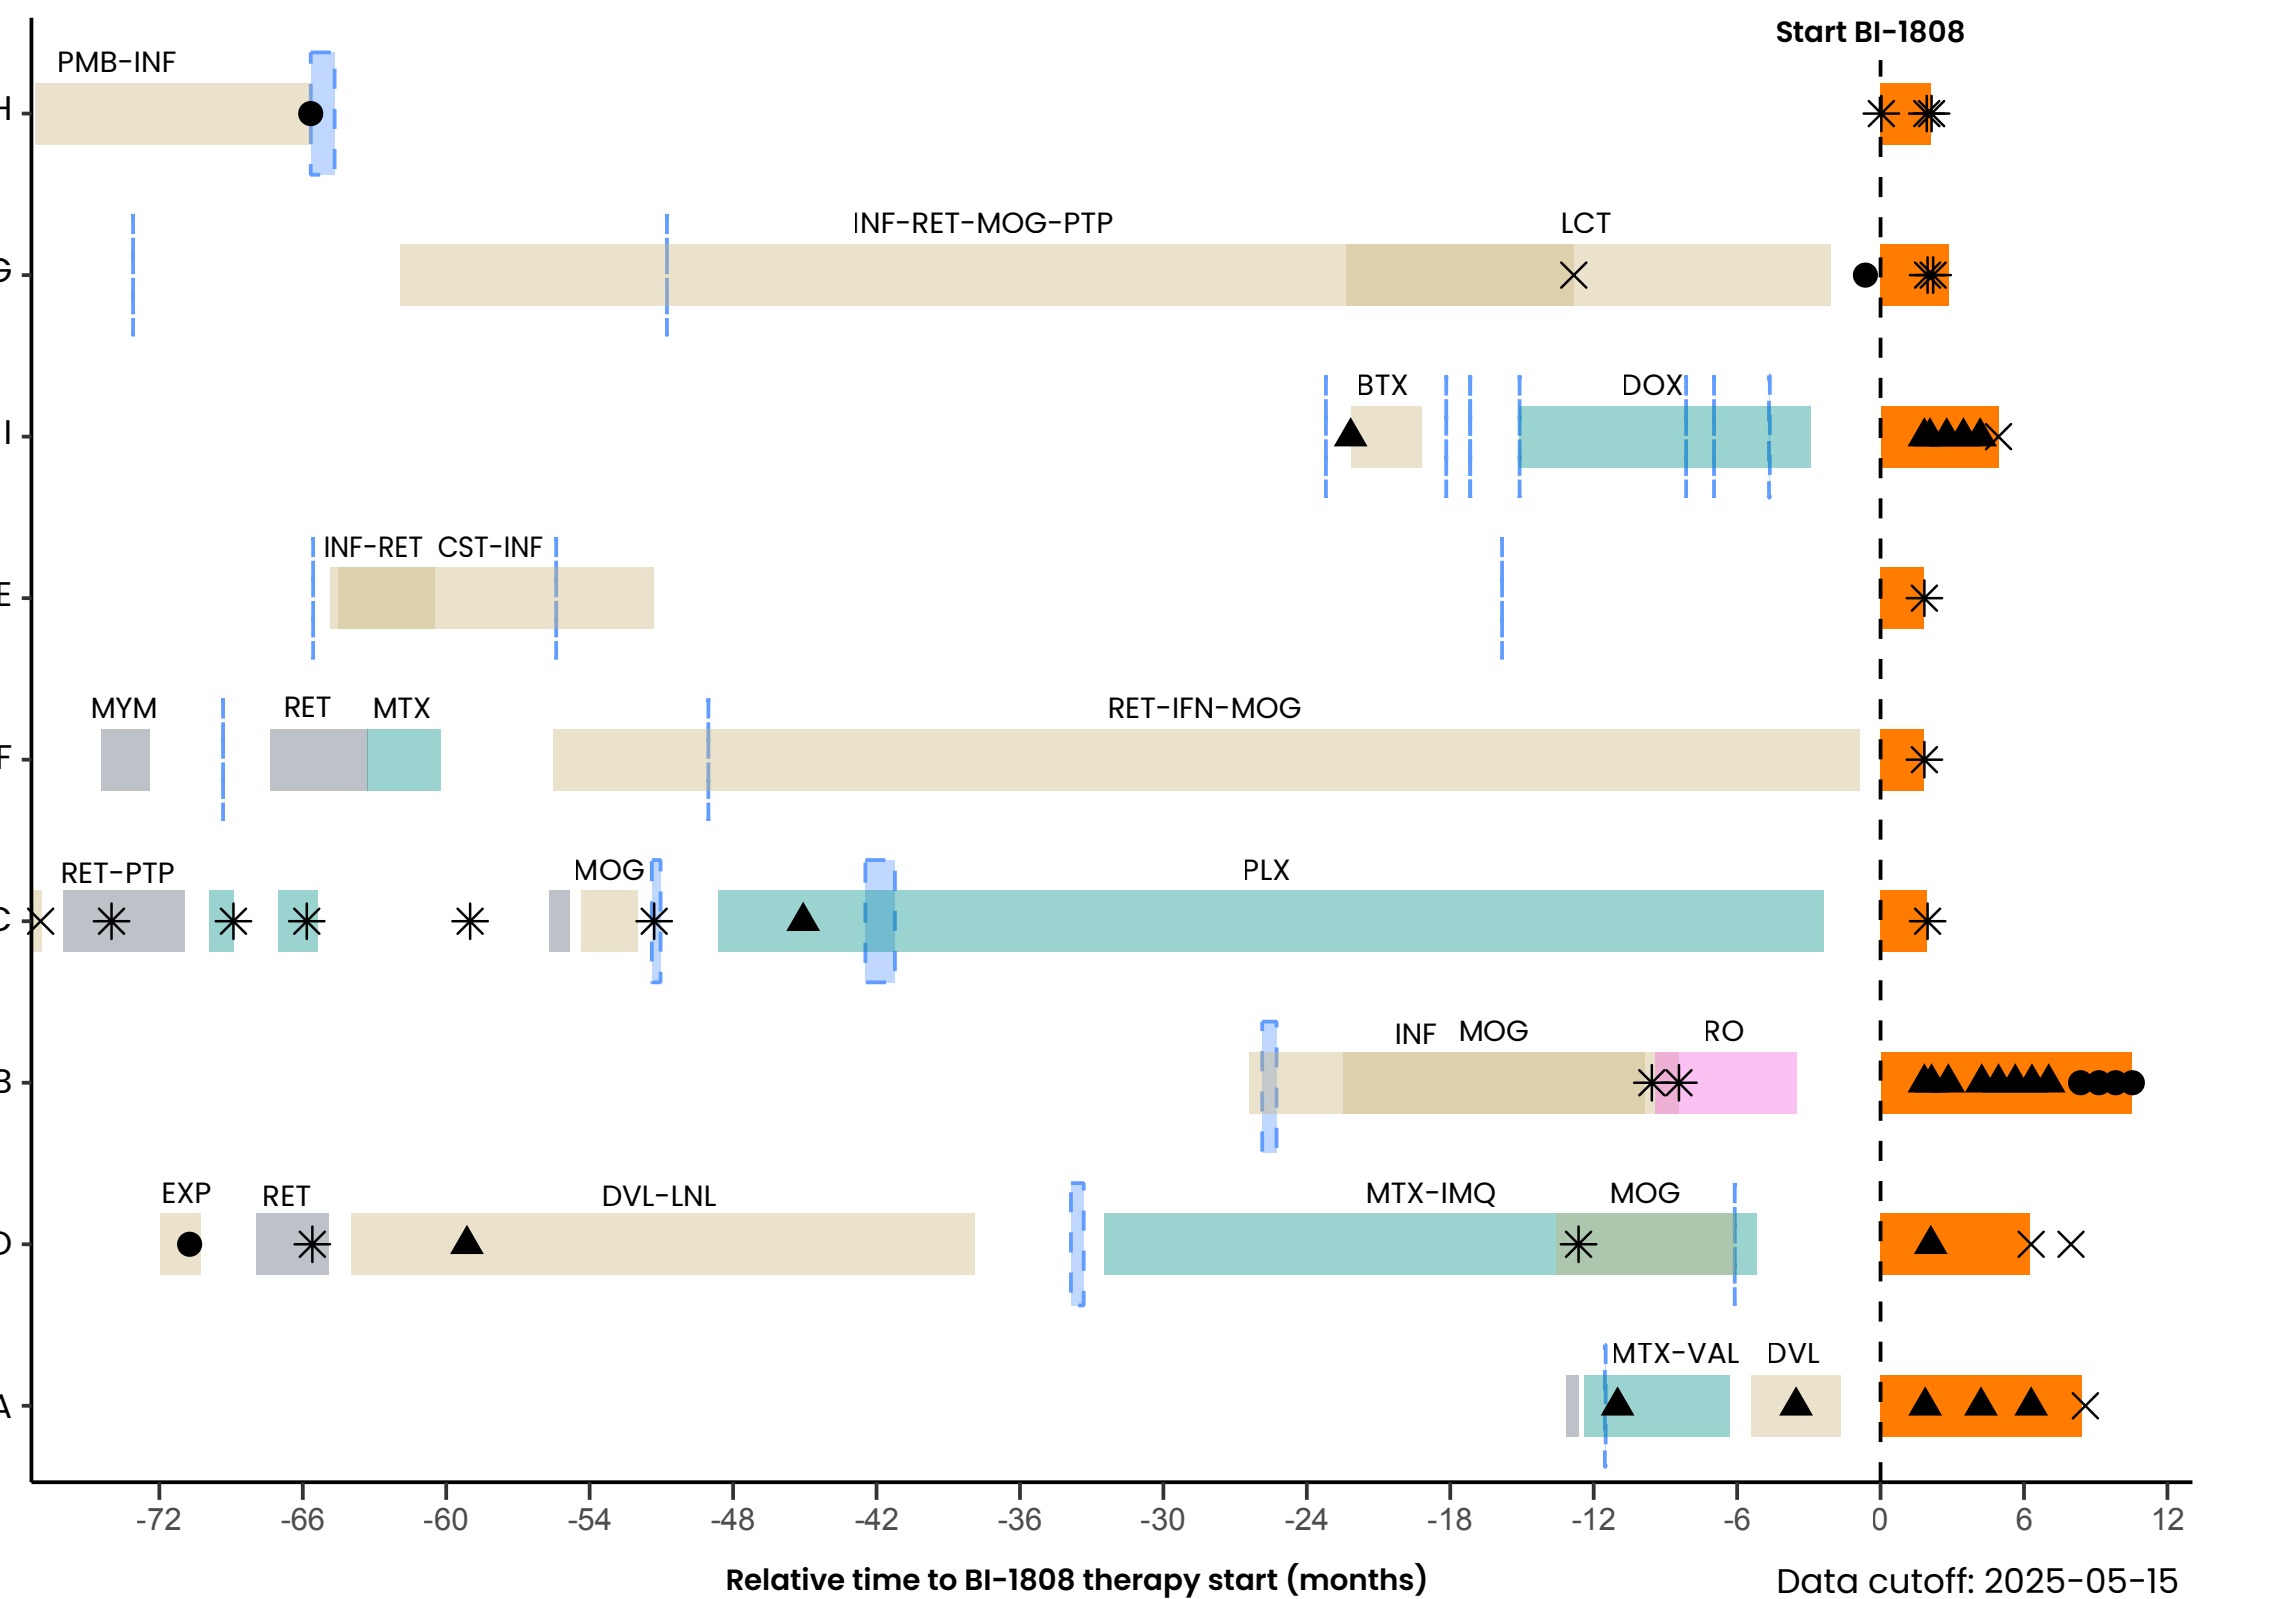 Start BI-1808
PMB-INF
H
INF-RET-MOG-PTP LCT
G
BTX DOX
I
INF-RET CST-INF
E
MYM RET MTX RET-IFN-MOG
F
RET-PTP MOG PLX
C
INF MOG RO
B
EXP RET DVL-LNL MTX-IMQ MOG
D
MTX-VAL DVL
A
-72 -66 -60 -54 -48 -42 -36 -30 -24 -18 -12 -6 0 6 12
Relative time to BI-1808 therapy start (months)
Data cutoff: 2025-05-15